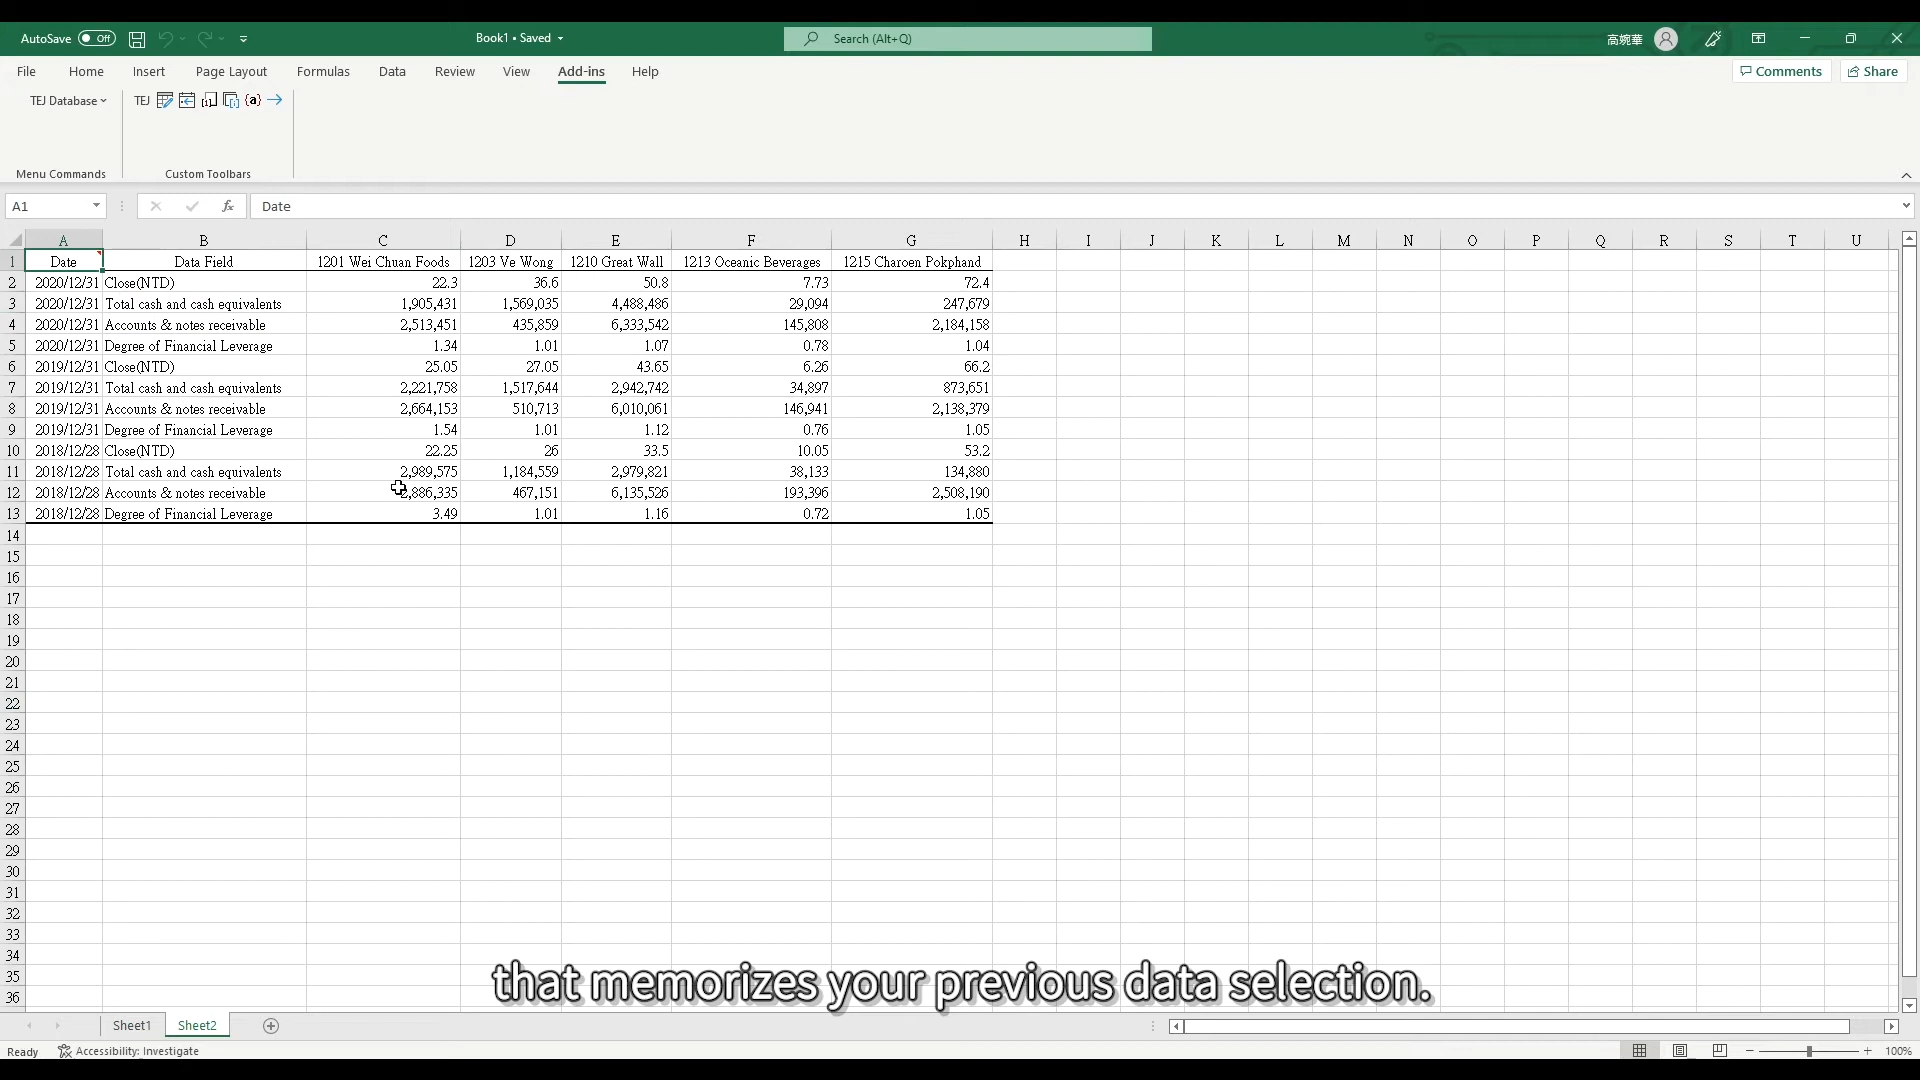 AutoSave Off Book1 • Saved Search (Alt+Q) 高婉華
File Home Insert Page Layout Formulas Data Review View Add-ins Help Comments Share
TEJ Database TEJ {a}
Menu Commands Custom Toolbars
A1 fx Date
A B C D E F G H I J K L M N O P Q R S T U
1 Date Data Field 1201 Wei Chuan Foods 1203 Ve Wong 1210 Great Wall 1213 Oceanic Beverages 1215 Charoen Pokphand
2 2020/12/31 Close(NTD) 22.3 36.6 50.8 7.73 72.4
3 2020/12/31 Total cash and cash equivalents 1,905,431 1,569,035 4,488,486 29,094 247,679
4 2020/12/31 Accounts & notes receivable 2,513,451 435,859 6,333,542 145,808 2,184,158
5 2020/12/31 Degree of Financial Leverage 1.34 1.01 1.07 0.78 1.04
6 2019/12/31 Close(NTD) 25.05 27.05 43.65 6.26 66.2
7 2019/12/31 Total cash and cash equivalents 2,221,758 1,517,644 2,942,742 34,897 873,651
8 2019/12/31 Accounts & notes receivable 2,664,153 510,713 6,010,061 146,941 2,138,379
9 2019/12/31 Degree of Financial Leverage 1.54 1.01 1.12 0.76 1.05
10 2018/12/28 Close(NTD) 22.25 26 33.5 10.05 53.2
11 2018/12/28 Total cash and cash equivalents 2,989,575 1,184,559 2,979,821 38,133 134,880
12 2018/12/28 Accounts & notes receivable 2,886,335 467,151 6,135,526 193,396 2,508,190
13 2018/12/28 Degree of Financial Leverage 3.49 1.01 1.16 0.72 1.05
14
15
16
17
18
19
20
21
22
23
24
25
26
27
28
29
30
31
32
33
34
35
36
that memorizes your previous data selection.
Sheet1 Sheet2
Ready Accessibility: Investigate 100%